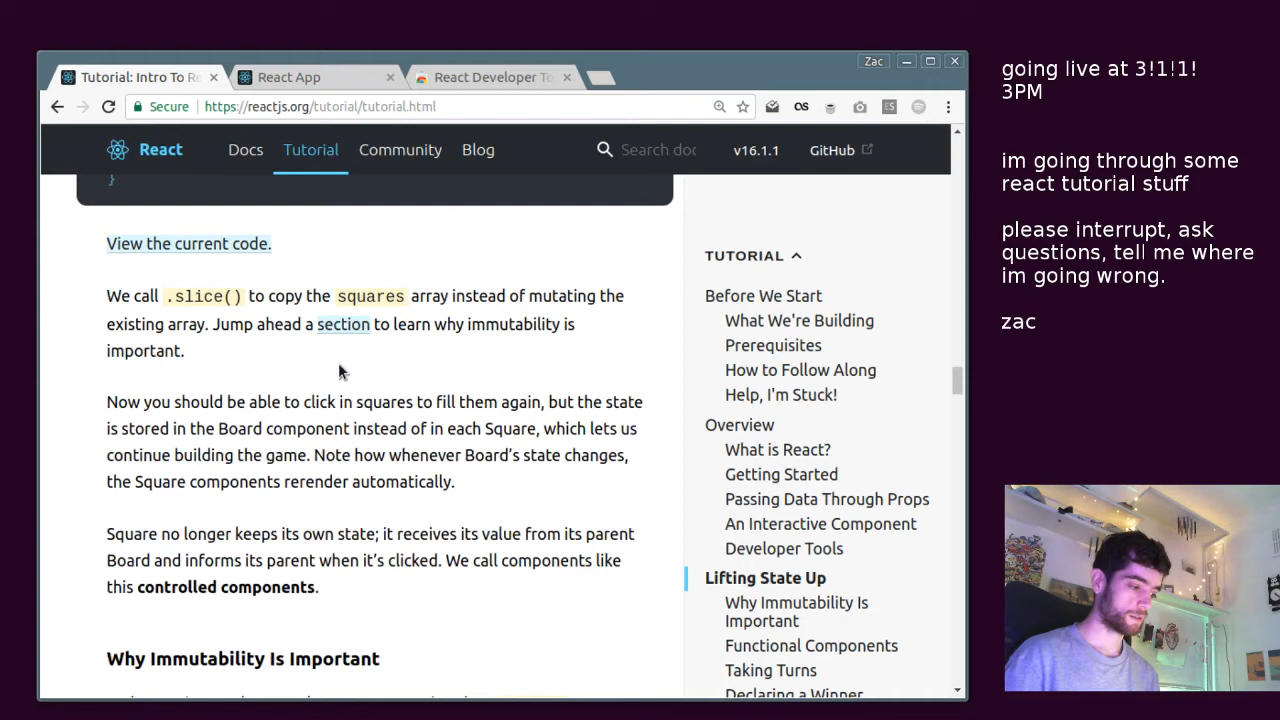 Zac
Tutorial: Intro To Re
React App
React Developer To
Secure
https://reactjs.org/tutorial/tutorial.html
React
Docs
Tutorial
Community
Blog
Search doc
v16.1.1
GitHub
}
View the current code.
We call .slice() to copy the squares array instead of mutating the
existing array. Jump ahead a section to learn why immutability is
important.
Now you should be able to click in squares to fill them again, but the state
is stored in the Board component instead of in each Square, which lets us
continue building the game. Note how whenever Board’s state changes,
the Square components rerender automatically.
Square no longer keeps its own state; it receives its value from its parent
Board and informs its parent when it’s clicked. We call components like
this controlled components.
Why Immutability Is Important
TUTORIAL
Before We Start
What We're Building
Prerequisites
How to Follow Along
Help, I'm Stuck!
Overview
What is React?
Getting Started
Passing Data Through Props
An Interactive Component
Developer Tools
Lifting State Up
Why Immutability Is
Important
Functional Components
Taking Turns
Declaring a Winner
going live at 3!1!1!
3PM
im going through some
react tutorial stuff
please interrupt, ask
questions, tell me where
im going wrong.
zac